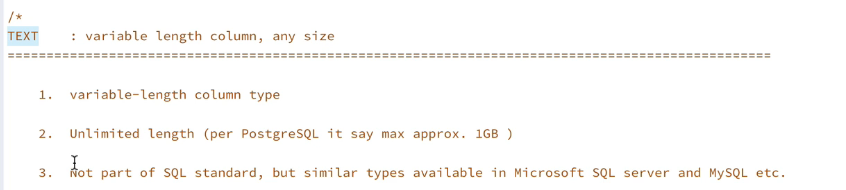 /*
TEXT : variable length column, any size
==================================================================================================
1. variable-length column type
2. Unlimited length (per PostgreSQL it say max approx. 1GB )
3. Not part of SQL standard, but similar types available in Microsoft SQL server and MySQL etc.